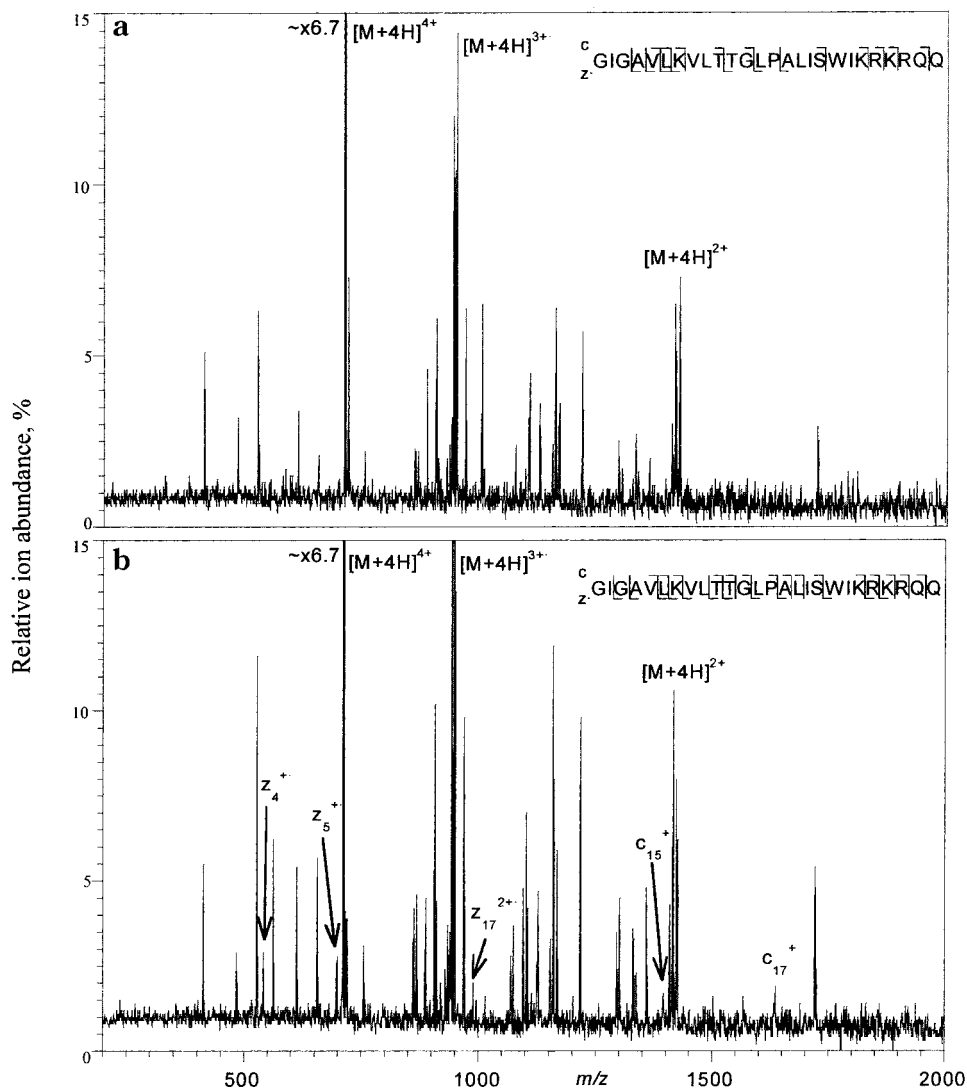 Relative ion abundance, %
a
~x6.7 [M+4H]4+ [M+4H]3+·
c
GIGAVLKVLTTGLPALISWIKRKRQQ
z·
[M+4H]2+
15
10
5
0
b
~x6.7 [M+4H]4+ [M+4H]3+·
c
GIGAVLKVLTTGLPALISWIKRKRQQ
z·
[M+4H]2+
z4+·
z5+·
z172+·
c15+
c17+
15
10
5
0
500 1000 m/z 1500 2000